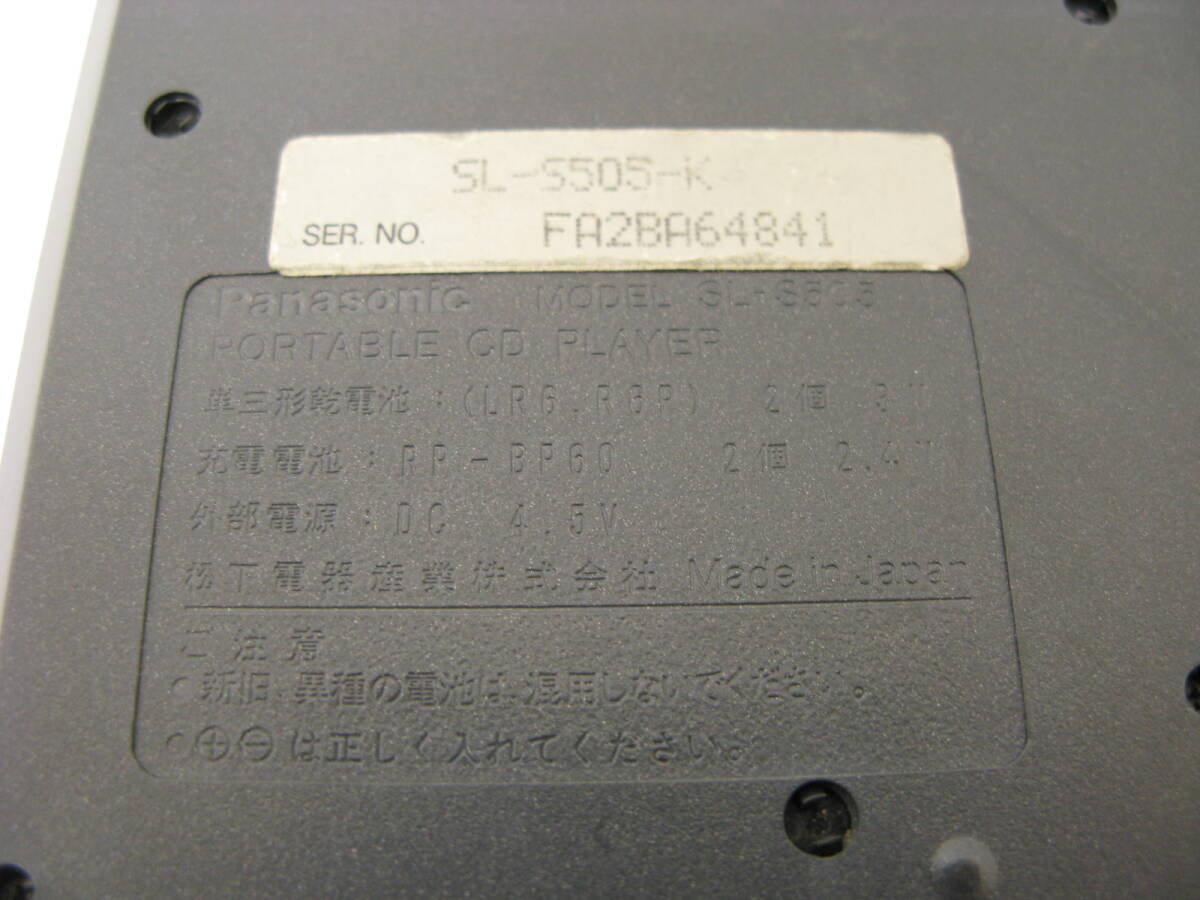 SL-S505-K
SER. NO. FA2BA64841
Panasonic MODEL SL-S505
PORTABLE CD PLAYER
単三形乾電池:(LR6,R6P) 2個 3V
充電電池:RP-BP60 2個 2.4V
外部電源:DC 4.5V
松下電器産業株式会社 Made in Japan
ご注意
●新旧、異種の電池は、混用しないでください。
●⊕⊖は正しく入れてください。